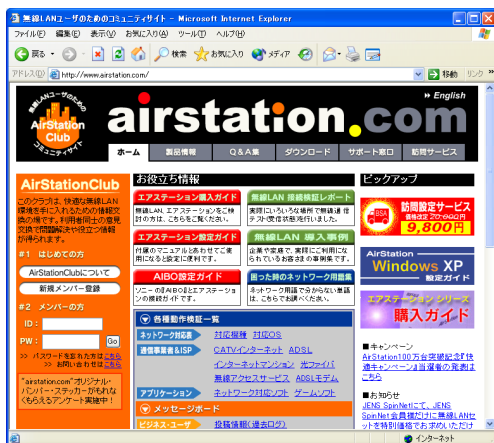 無線LANユーザのためのコミュニティサイト - Microsoft Internet Explorer
ファイル(F) 編集(E) 表示(V) お気に入り(A) ツール(T) ヘルプ(H)
戻る 検索 お気に入り メディア
アドレス(D) http://www.airstation.com/ 移動 リンク
無線LANユーザのための
AirStation
Club
コミュニティサイト
English
airstation.com
ホーム 製品情報 Q&A集 ダウンロード サポート窓口 訪問サービス
AirStationClub
このクラブは、快適な無線LAN
環境を手に入れるための情報交
換の場です。利用者同士の意見
交換で問題解決や役立つ情報
が得られます。
#1 はじめての方
AirStationClubについて
新規メンバー登録
#2 メンバーの方
ID :
PW : Go
>> パスワードを忘れた方はこちら
>> お問い合わせはこちら
"airstation.com"オリジナル・
バンパー・ステッカーがもれな
くもらえるアンケート実施中!
お役立ち情報
エアステーション購入ガイド
無線LAN、エアステーションをご検
討の方は、こちらをご覧ください。
無線LAN 接続検証レポート
実際にいろいろな場所で無線通信
テスト(受信状態)を行いました。
エアステーション設定ガイド
付属のマニュアルとあわせてご使
用になると設定に便利です。
無線LAN 導入事例
企業や家庭で、実際にご利用にな
られているお客さまの事例集です。
AIBO設定ガイド
ソニーの『AIBO』とエアステーショ
ンの接続ガイドです。
困った時のネットワーク用語集
ネットワーク用語で分からない単語
は、こちらでお調べください。
各種動作検証一覧
ネットワーク対応表 対応機種 対応OS
通信事業者&ISP CATVインターネット ADSL
インターネットマンション 光ファイバ
無線アクセスサービス ADSLモデム
アプリケーション ネットワーク対応ソフト ゲームソフト
メッセージボード
ビジネス・ユーザ 投稿情報(過去ログ)
ピックアップ
訪問設定サービス
価格改定
9,800円
AirStation
Windows XP
設定ガイド
エアステーション シリーズ
購入ガイド
■キャンペーン
AirStation100万台突破記念『快
適キャンペーン』当選者の発表は
こちら
■お知らせ
JENS SpinNetにて、JENS
SpinNet会員様だけに無線LANセ
ットを特別価格でお求めいただけ
インターネット